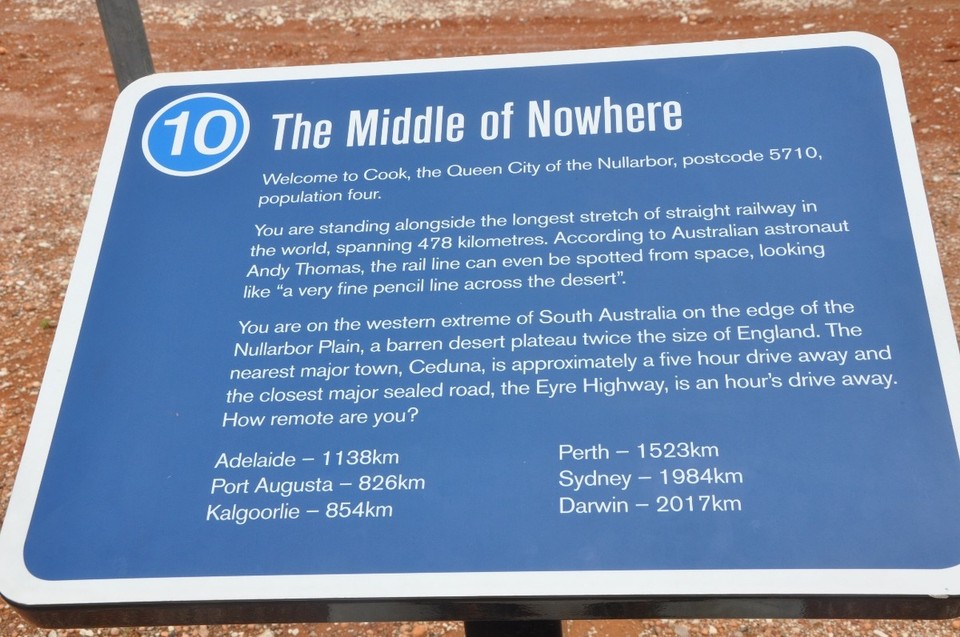 10
The Middle of Nowhere
Welcome to Cook, the Queen City of the Nullarbor, postcode 5710,
population four.
You are standing alongside the longest stretch of straight railway in
the world, spanning 478 kilometres. According to Australian astronaut
Andy Thomas, the rail line can even be spotted from space, looking
like “a very fine pencil line across the desert”.
You are on the western extreme of South Australia on the edge of the
Nullarbor Plain, a barren desert plateau twice the size of England. The
nearest major town, Ceduna, is approximately a five hour drive away and
the closest major sealed road, the Eyre Highway, is an hour’s drive away.
How remote are you?
Adelaide – 1138km
Port Augusta – 826km
Kalgoorlie – 854km
Perth – 1523km
Sydney – 1984km
Darwin – 2017km